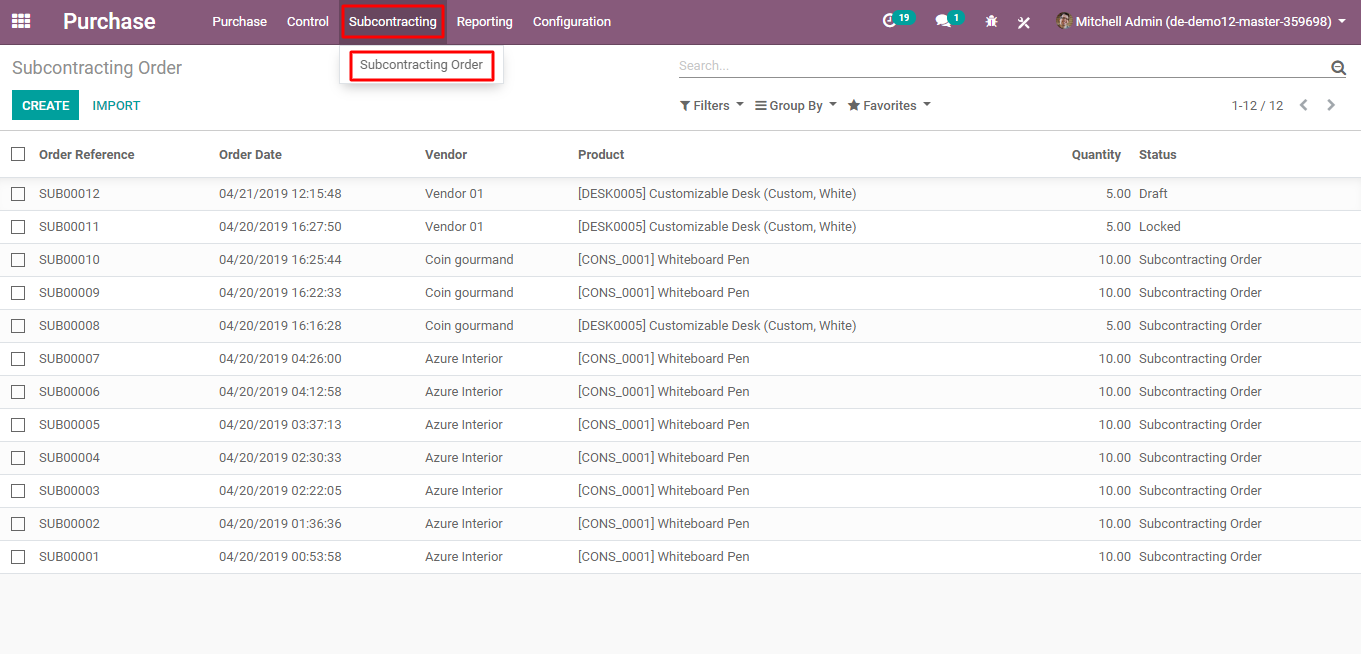 Purchase Purchase Control Subcontracting Reporting Configuration 19 1 Mitchell Admin (de-demo12-master-359698)
Subcontracting Order Subcontracting Order Search...
CREATE IMPORT Filters Group By Favorites 1-12 / 12
Order Reference Order Date Vendor Product Quantity Status
SUB00012 04/21/2019 12:15:48 Vendor 01 [DESK0005] Customizable Desk (Custom, White) 5.00 Draft
SUB00011 04/20/2019 16:27:50 Vendor 01 [DESK0005] Customizable Desk (Custom, White) 5.00 Locked
SUB00010 04/20/2019 16:25:44 Coin gourmand [CONS_0001] Whiteboard Pen 10.00 Subcontracting Order
SUB00009 04/20/2019 16:22:33 Coin gourmand [CONS_0001] Whiteboard Pen 10.00 Subcontracting Order
SUB00008 04/20/2019 16:16:28 Coin gourmand [DESK0005] Customizable Desk (Custom, White) 5.00 Subcontracting Order
SUB00007 04/20/2019 04:26:00 Azure Interior [CONS_0001] Whiteboard Pen 10.00 Subcontracting Order
SUB00006 04/20/2019 04:12:58 Azure Interior [CONS_0001] Whiteboard Pen 10.00 Subcontracting Order
SUB00005 04/20/2019 03:37:13 Azure Interior [CONS_0001] Whiteboard Pen 10.00 Subcontracting Order
SUB00004 04/20/2019 02:30:33 Azure Interior [CONS_0001] Whiteboard Pen 10.00 Subcontracting Order
SUB00003 04/20/2019 02:22:05 Azure Interior [CONS_0001] Whiteboard Pen 10.00 Subcontracting Order
SUB00002 04/20/2019 01:36:36 Azure Interior [CONS_0001] Whiteboard Pen 10.00 Subcontracting Order
SUB00001 04/20/2019 00:53:58 Azure Interior [CONS_0001] Whiteboard Pen 10.00 Subcontracting Order